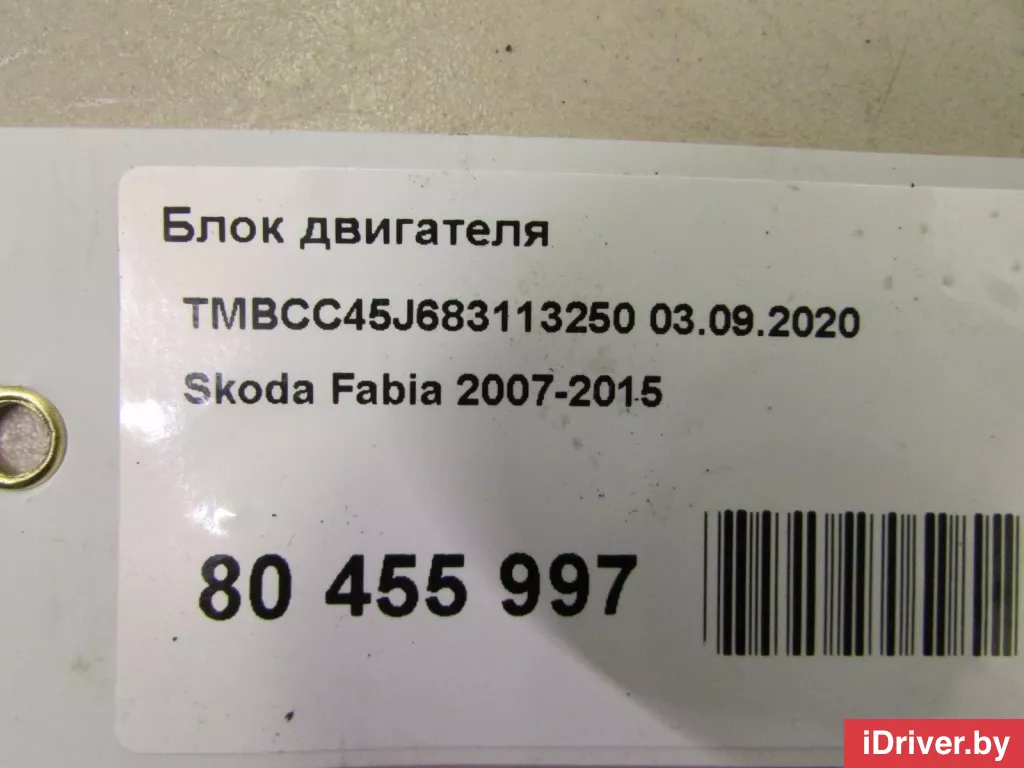 Блок двигателя
TMBCC45J683113250 03.09.2020
Skoda Fabia 2007-2015
80 455 997
iDriver.by